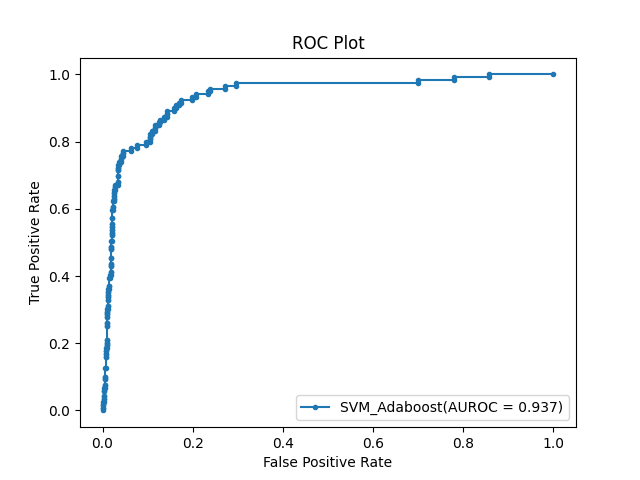 ROC Plot
True Positive Rate
1.0
0.8
0.6
0.4
0.2
0.0
SVM_Adaboost(AUROC = 0.937)
0.0 0.2 0.4 0.6 0.8 1.0
False Positive Rate